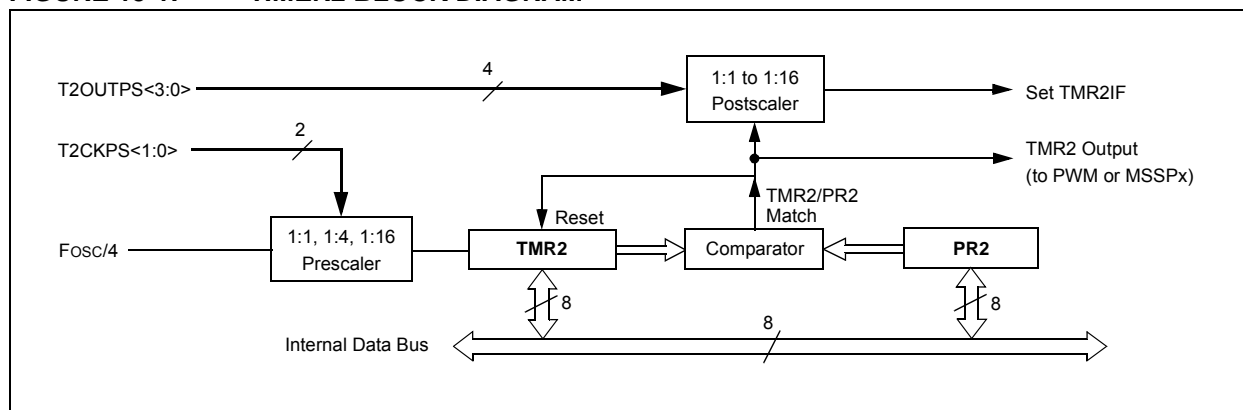 T2OUTPS<3:0>
4
1:1 to 1:16
Postscaler
Set TMR2IF
T2CKPS<1:0>
2
TMR2 Output
(to PWM or MSSPx)
TMR2/PR2
Match
Reset
FOSC/4
1:1, 1:4, 1:16
Prescaler
TMR2
Comparator
PR2
8
8
8
Internal Data Bus